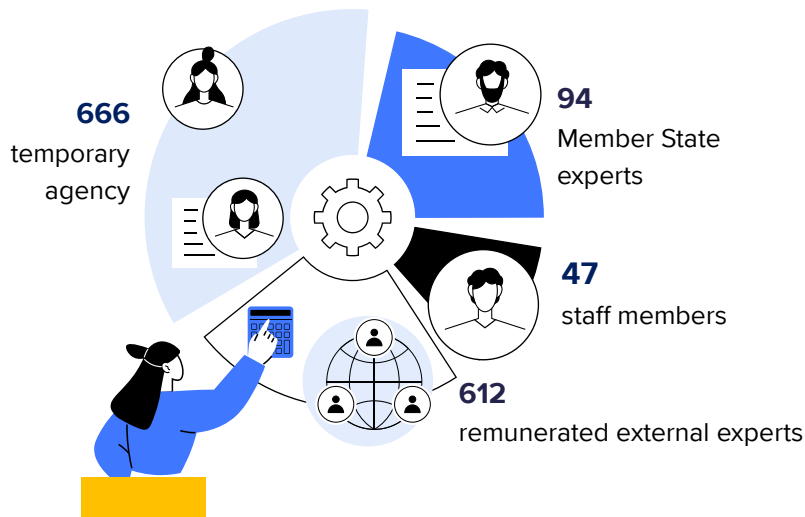 666
temporary
agency
94
Member State
experts
47
staff members
612
remunerated external experts